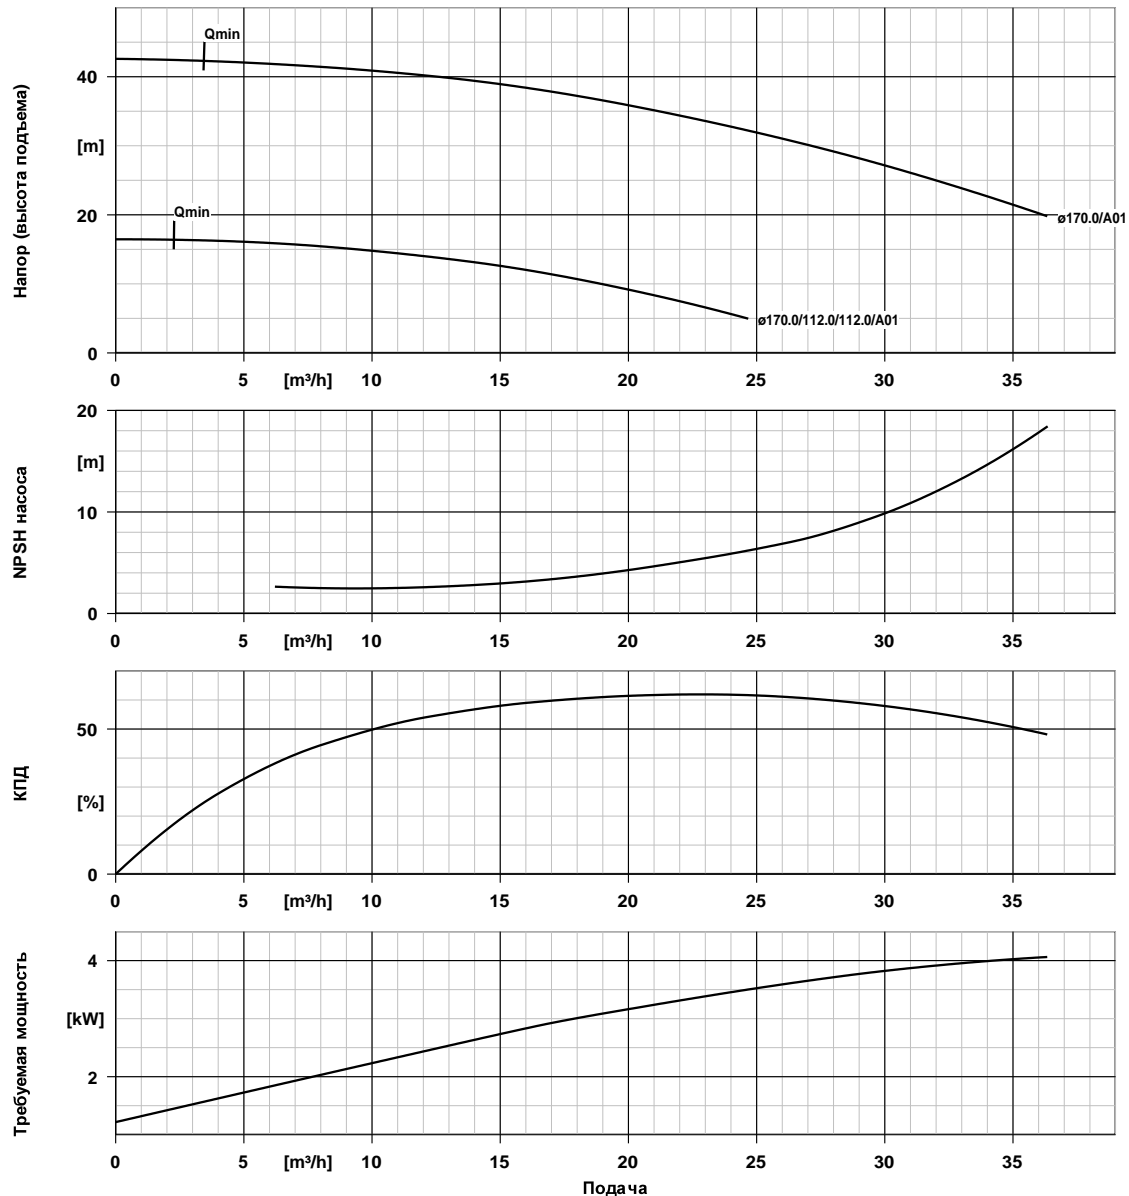 Qmin
40
Напор (высота подъема)
[m]
Qmin
20
ø170.0/A01
ø170.0/112.0/112.0/A01
0
0 5 [m³/h] 10 15 20 25 30 35
20
NPSH насоса
[m]
10
0
0 5 [m³/h] 10 15 20 25 30 35
50
КПД
[%]
0
0 5 [m³/h] 10 15 20 25 30 35
4
Требуемая мощность
[kW]
2
0 5 [m³/h] 10 15 20 25 30 35
Подача